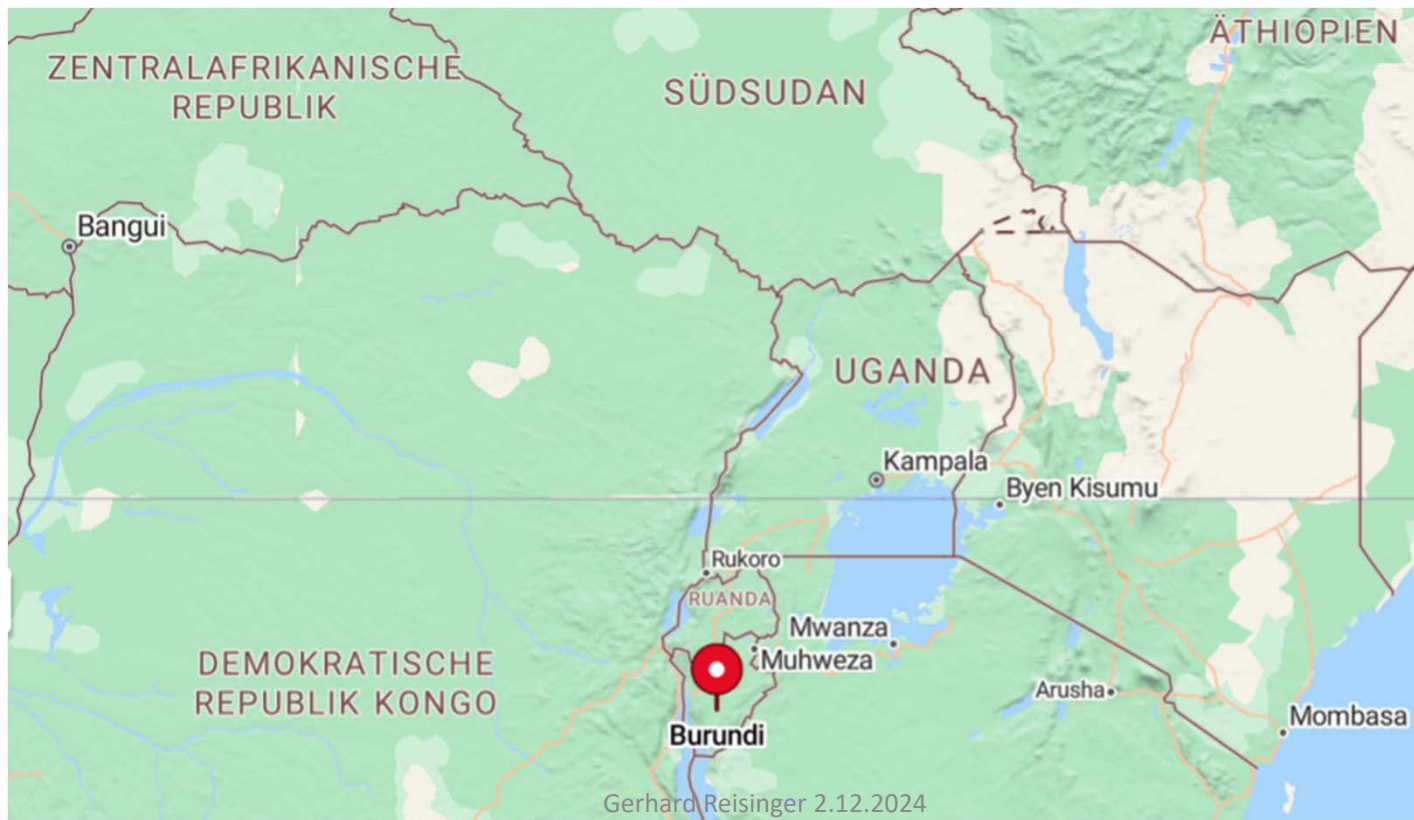 ÄTHIOPIEN
ZENTRALAFRIKANISCHE
REPUBLIK
SÜDSUDAN
Bangui
UGANDA
Kampala
Byen Kisumu
Rukoro
RUANDA
Mwanza
Muhweza
DEMOKRATISCHE
REPUBLIK KONGO
Arusha
Mombasa
Burundi
Gerhard Reisinger 2.12.2024